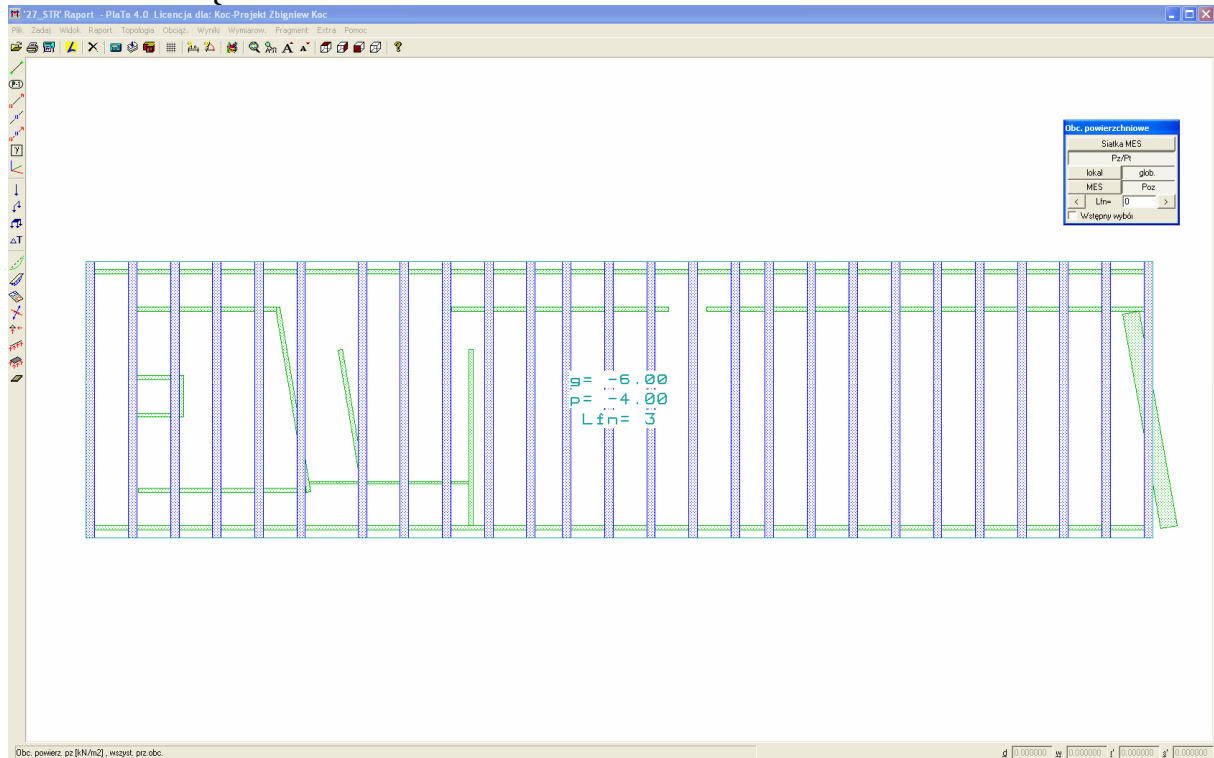 '27_STR' Raport - PlaTo 4.0 Licencja dla: Koc-Projekt Zbigniew Koc
Plik Zadaj Widok Raport Topologia Obciąż. Wyniki Wymiarow. Fragment Extra Pomoc
Obc. powierzchniowe
Siatka MES
Pz/Pt
lokal glob.
MES Poz
< Lfn= 0 >
Wstępny wybór
g= -6.00
p= -4.00
Lfn= 3
Obc. powierz. pz [kN/m2] , wszyst. prz.obc.
d 0.000000 w 0.000000 r' 0.000000 s' 0.000000